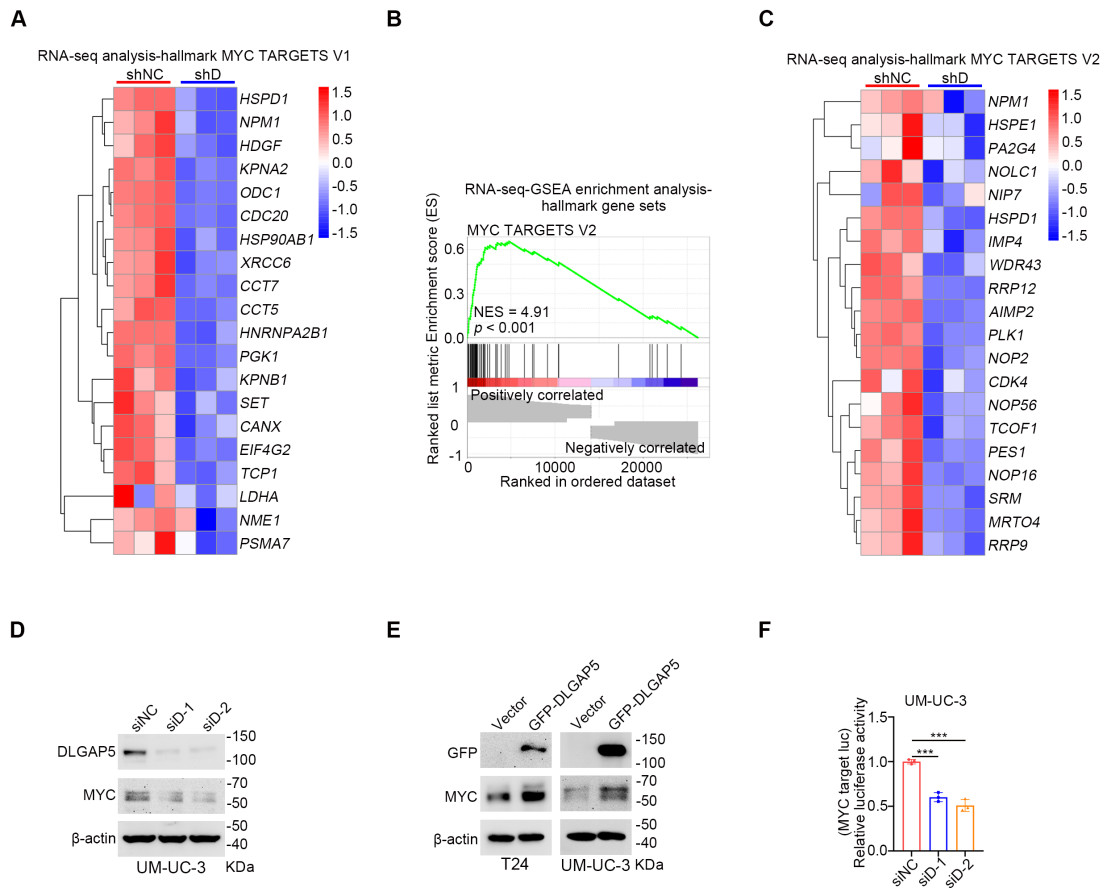 A
RNA-seq analysis-hallmark MYC TARGETS V1
shNC shD
HSPD1
NPM1
HDGF
KPNA2
ODC1
CDC20
HSP90AB1
XRCC6
CCT7
CCT5
HNRNPA2B1
PGK1
KPNB1
SET
CANX
EIF4G2
TCP1
LDHA
NME1
PSMA7
1.5
1.0
0.5
0.0
-0.5
-1.0
-1.5
B
RNA-seq-GSEA enrichment analysis-
hallmark gene sets
MYC TARGETS V2
Ranked list metric Enrichment score (ES)
0.6
0.3
0.0
NES = 4.91
p < 0.001
1
0
-1
Positively correlated
Negatively correlated
0 10000 20000
Ranked in ordered dataset
C
RNA-seq analysis-hallmark MYC TARGETS V2
shNC shD
NPM1
HSPE1
PA2G4
NOLC1
NIP7
HSPD1
IMP4
WDR43
RRP12
AIMP2
PLK1
NOP2
CDK4
NOP56
TCOF1
PES1
NOP16
SRM
MRTO4
RRP9
1.5
1.0
0.5
0.0
-0.5
-1.0
-1.5
D
siNC siD-1 siD-2
DLGAP5
-150
-100
MYC
-70
-50
β-actin
-50
-40
UM-UC-3 KDa
E
Vector GFP-DLGAP5 Vector GFP-DLGAP5
GFP
-150
-100
MYC
-70
-50
β-actin
-50
-40
T24 UM-UC-3 KDa
F
UM-UC-3
(MYC target luc)
Relative luciferase activity
1.5
1.0
0.5
0.0
***
***
siNC siD-1 siD-2